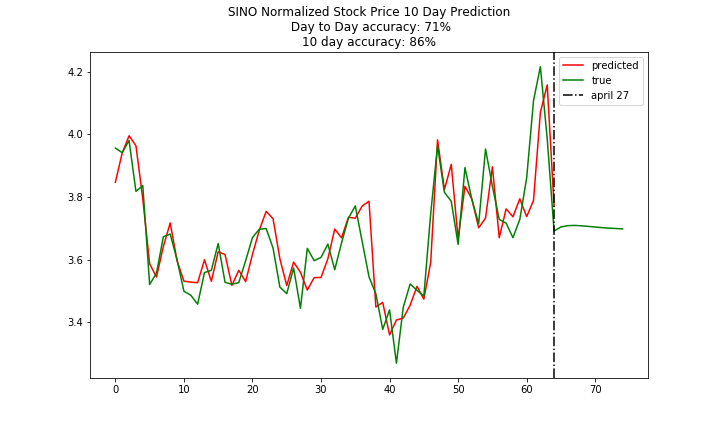 SINO Normalized Stock Price 10 Day Prediction
Day to Day accuracy: 71%
10 day accuracy: 86%
predicted
true
april 27
4.2
4.0
3.8
3.6
3.4
0 10 20 30 40 50 60 70